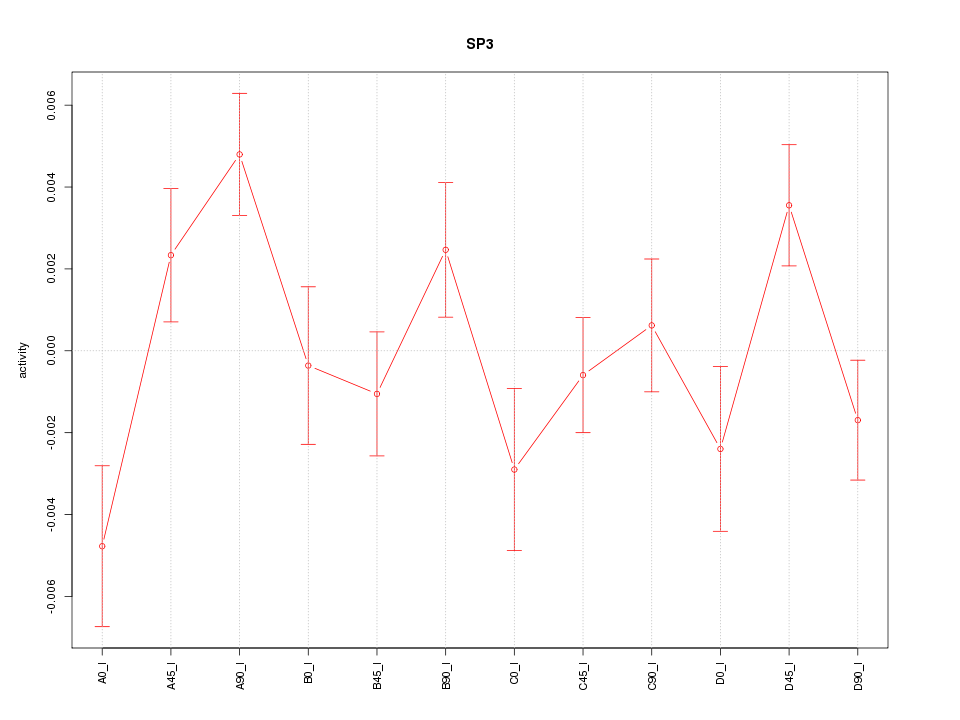 SP3
activity
0.006
0.004
0.002
0.000
-0.002
-0.004
-0.006
A0_I
A45_I
A90_I
B0_I
B45_I
B90_I
C0_I
C45_I
C90_I
D0_I
D45_I
D90_I